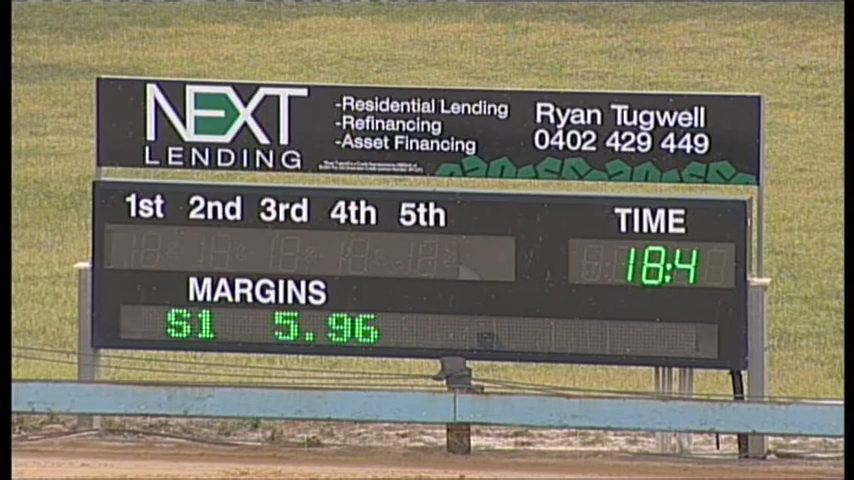 NEXT
LENDING
-Residential Lending
-Refinancing
-Asset Financing
Ryan Tugwell
0402 429 449
1st 2nd 3rd 4th 5th
TIME
18:4
MARGINS
S1 5.96